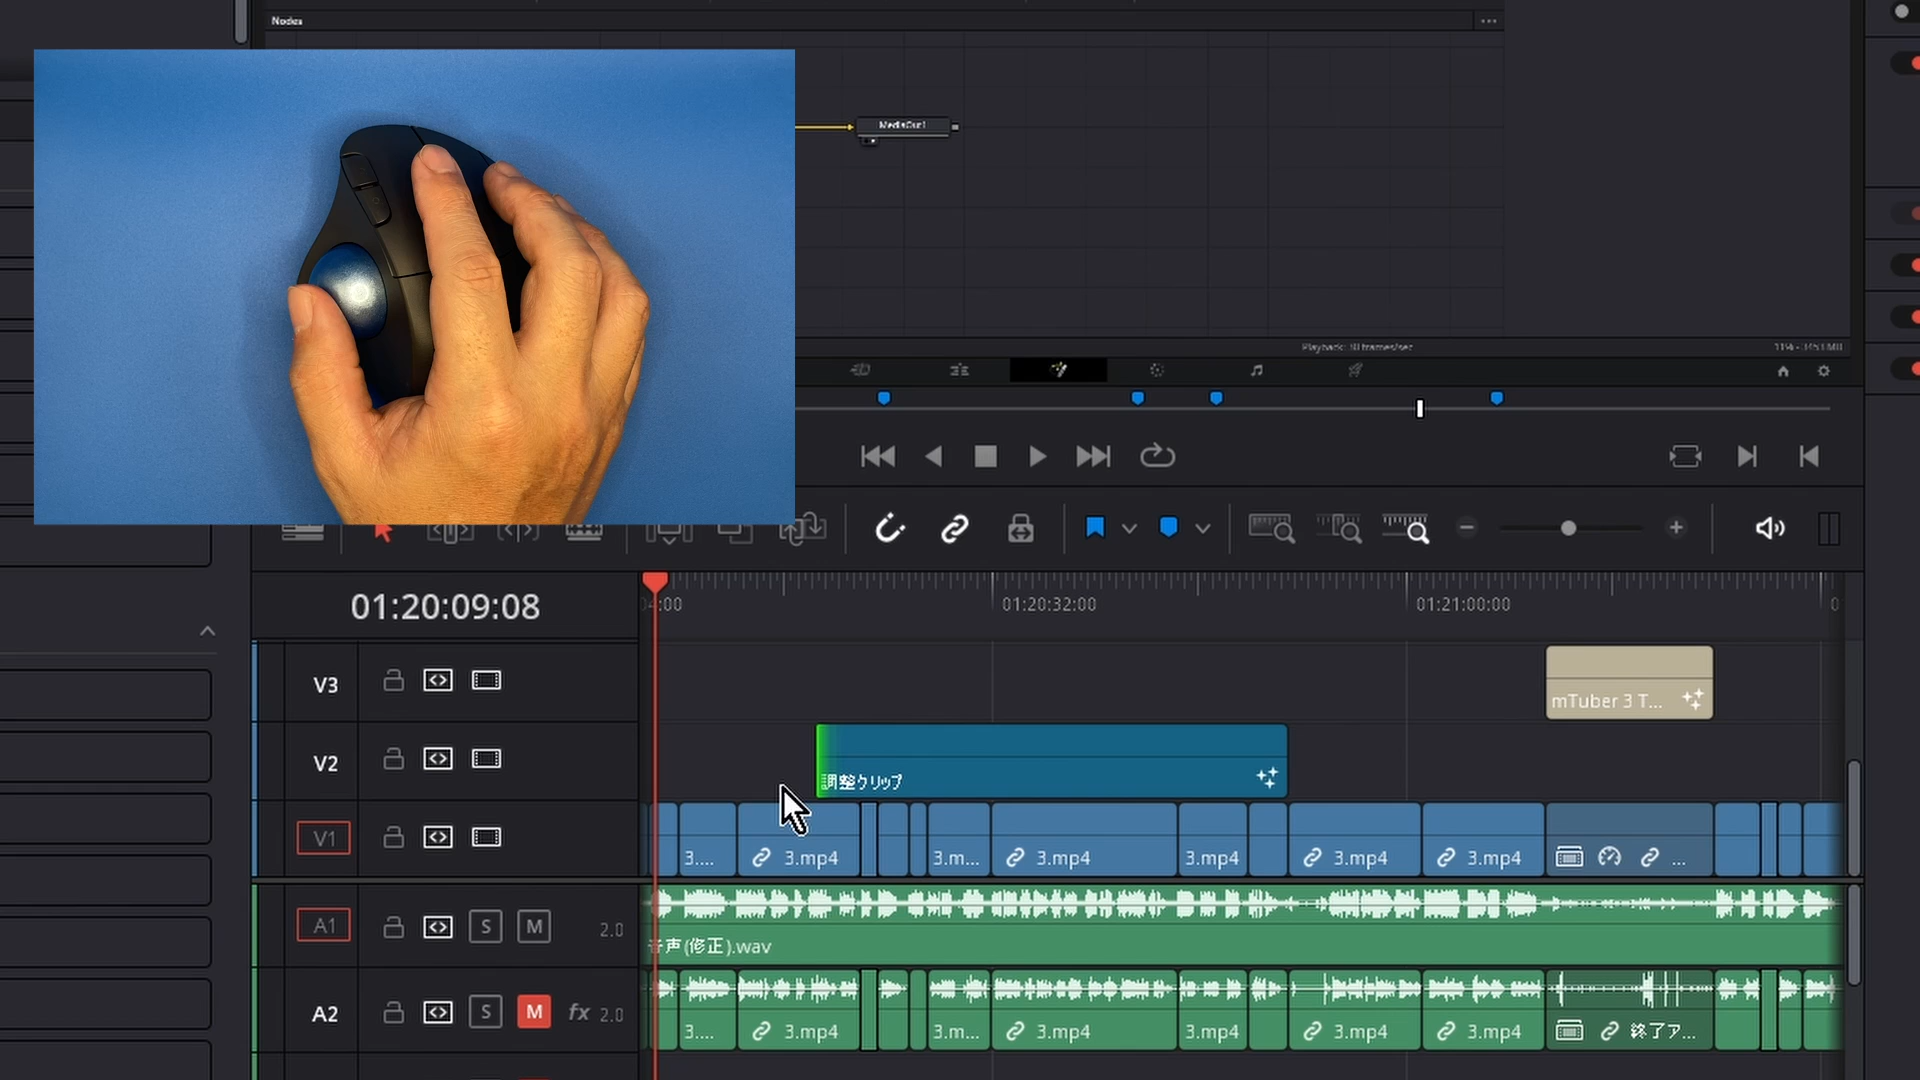 Nodes
MediaOut1
Playback: 30 frames/sec
01:20:09:08
4:00
01:20:32:00
01:21:00:00
0
V3
mTuber 3 T...
V2
調整クリップ
V1
3....
3.mp4
3.m...
3.mp4
3.mp4
3.mp4
3.mp4
...
A1
S
M
2.0
音声(修正).wav
A2
S
M
fx
2.0
3....
3.mp4
3.m...
3.mp4
3.mp4
3.mp4
3.mp4
終了ア...